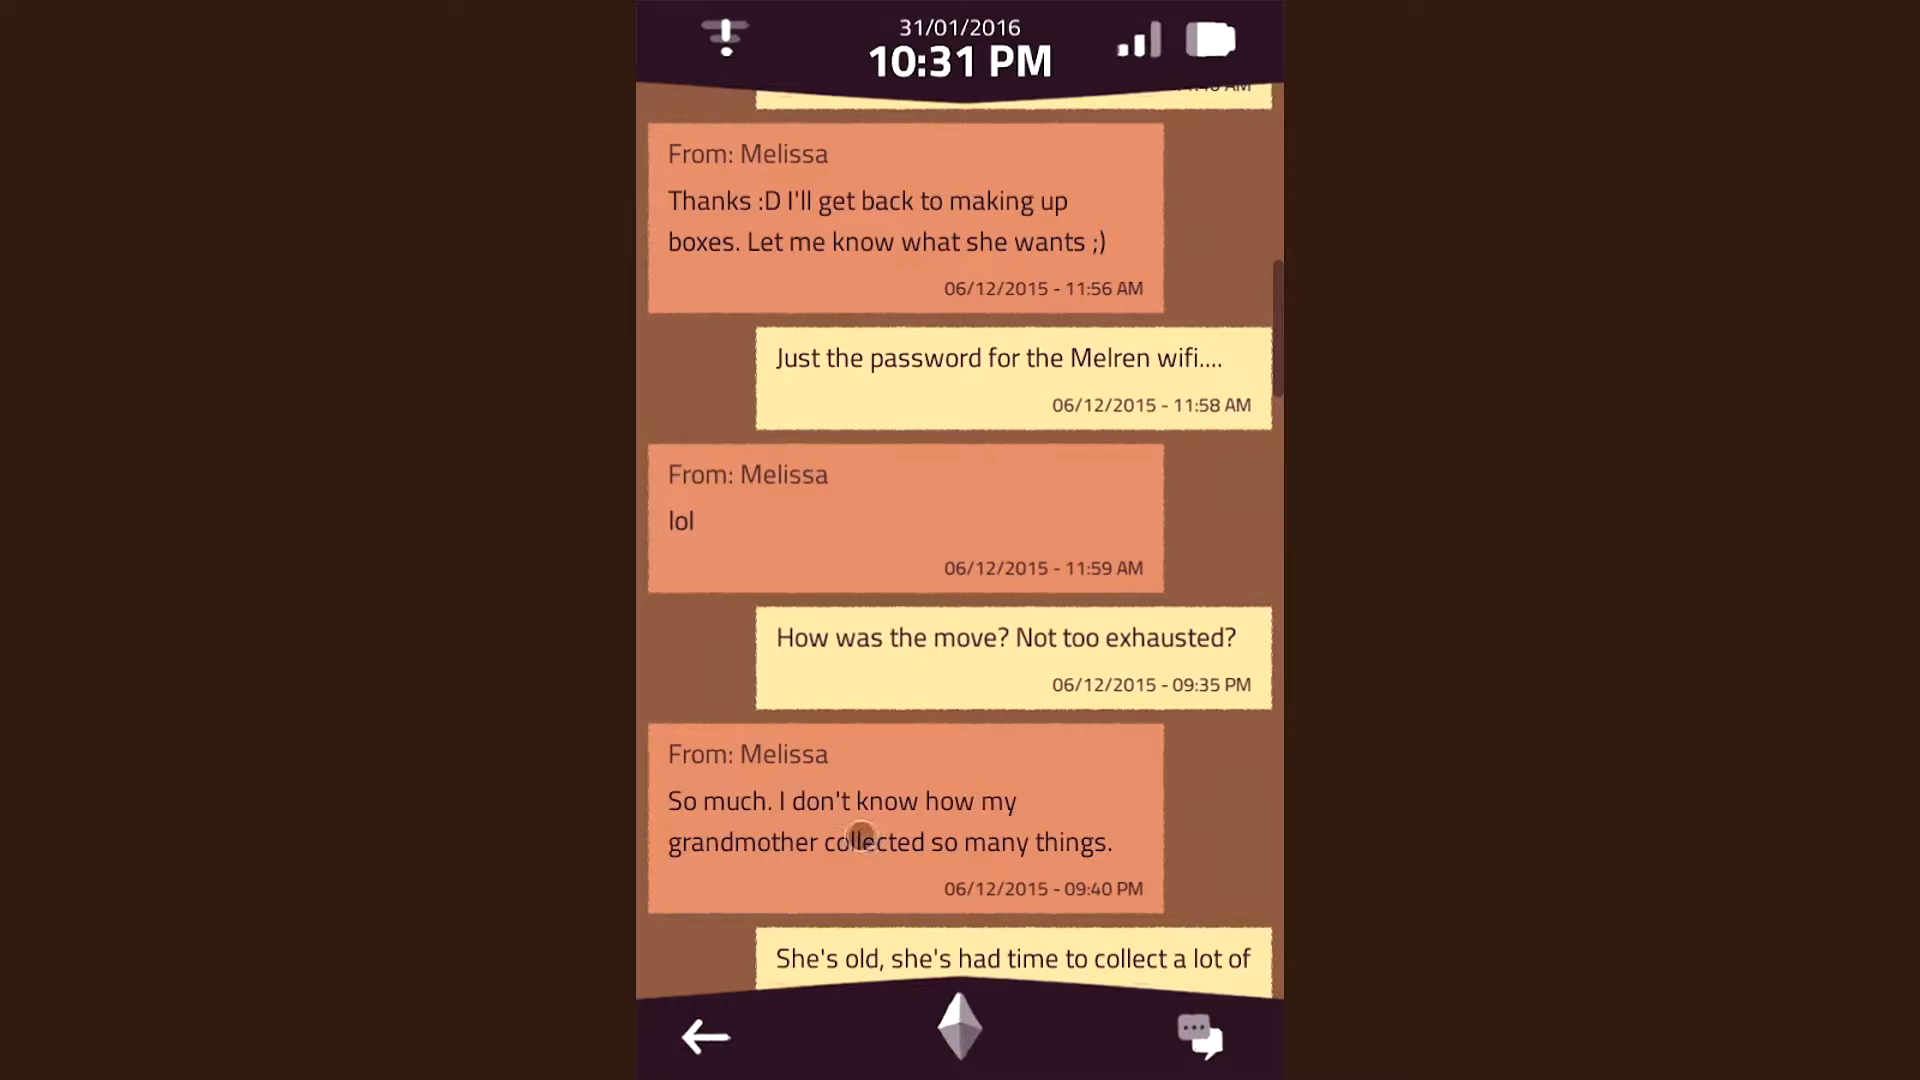 31/01/2016
10:31 PM
From: Melissa
Thanks :D I'll get back to making up
boxes. Let me know what she wants ;)
06/12/2015 - 11:56 AM
Just the password for the Melren wifi....
06/12/2015 - 11:58 AM
From: Melissa
lol
06/12/2015 - 11:59 AM
How was the move? Not too exhausted?
06/12/2015 - 09:35 PM
From: Melissa
So much. I don't know how my
grandmother collected so many things.
06/12/2015 - 09:40 PM
She's old, she's had time to collect a lot of